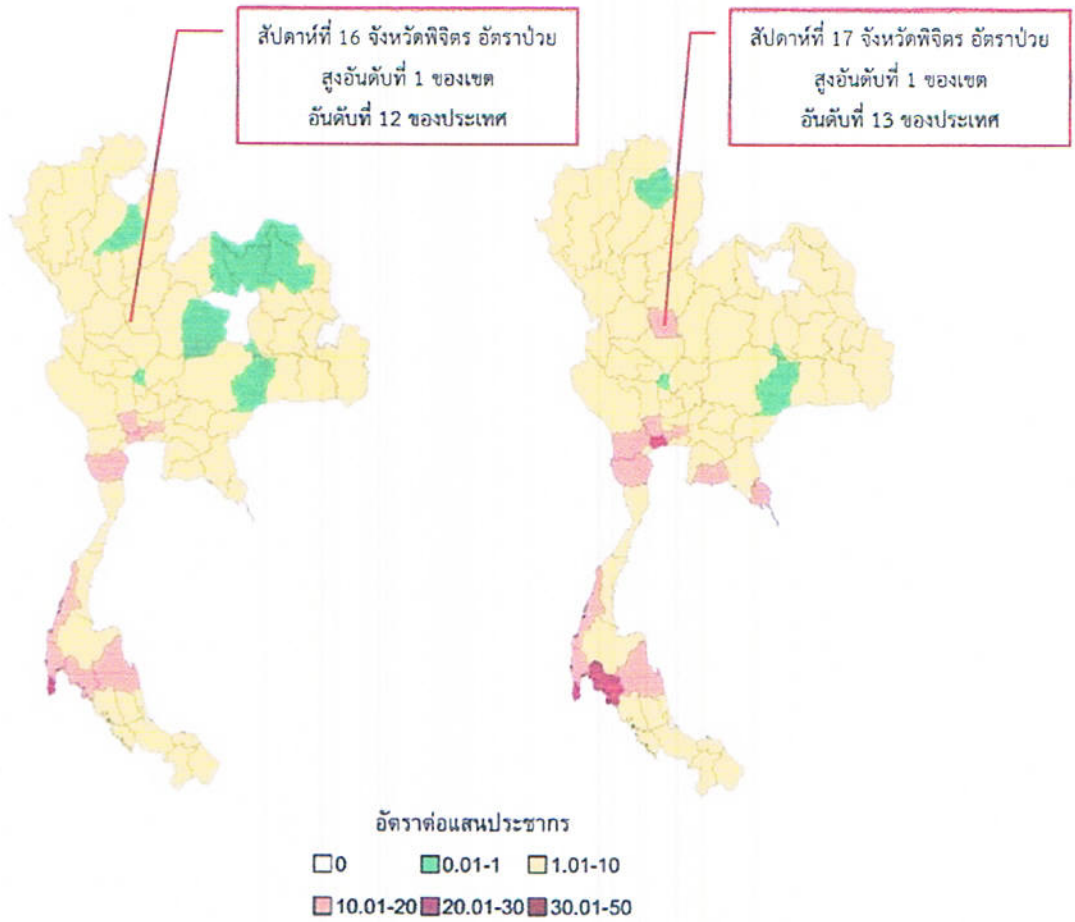 สัปดาห์ที่ 16 จังหวัดพิจิตร อัตราป่วย
สูงอันดับที่ 1 ของเขต
อันดับที่ 12 ของประเทศ
สัปดาห์ที่ 17 จังหวัดพิจิตร อัตราป่วย
สูงอันดับที่ 1 ของเขต
อันดับที่ 13 ของประเทศ
อัตราต่อแสนประชากร
0 0.01-1 1.01-10
10.01-20 20.01-30 30.01-50